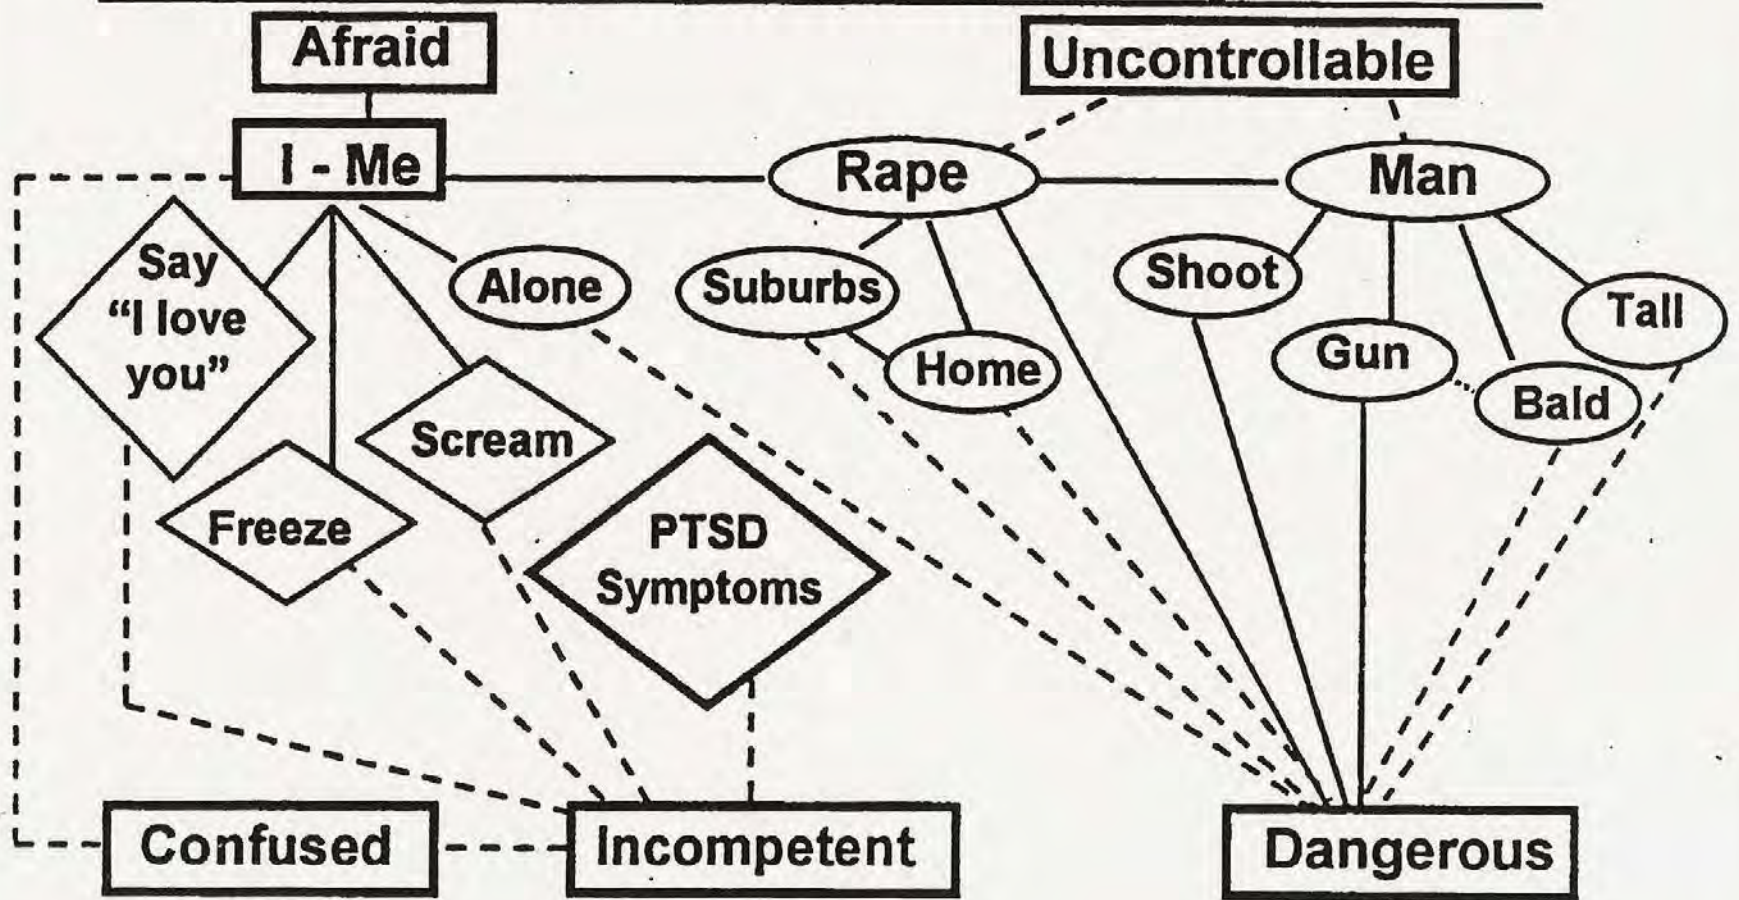 Afraid
Uncontrollable
I - Me
Rape
Man
Say
“I love
you”
Alone
Suburbs
Shoot
Tall
Home
Gun
Bald
Scream
Freeze
PTSD
Symptoms
Confused
Incompetent
Dangerous